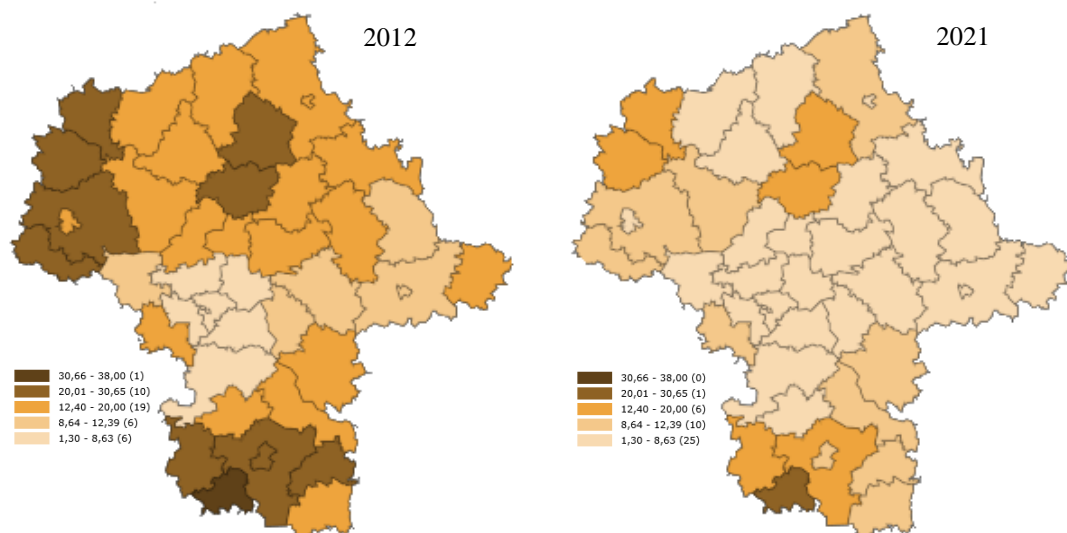 2012
2021
30,66 - 38,00 (1)
20,01 - 30,65 (10)
12,40 - 20,00 (19)
8,64 - 12,39 (6)
1,30 - 8,63 (6)
30,66 - 38,00 (0)
20,01 - 30,65 (1)
12,40 - 20,00 (6)
8,64 - 12,39 (10)
1,30 - 8,63 (25)